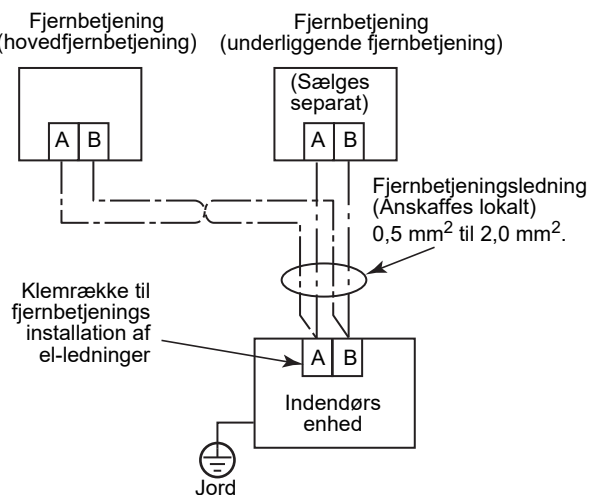 Fjernbetjening
(hovedfjernbetjening)
Fjernbetjening
(underliggende fjernbetjening)
(Sælges
separat)
A B
A B
Fjernbetjeningsledning
(Anskaffes lokalt)
0,5 mm² til 2,0 mm².
Klemrække til
fjernbetjenings
installation af
el-ledninger
A B
Indendørs
enhed
Jord